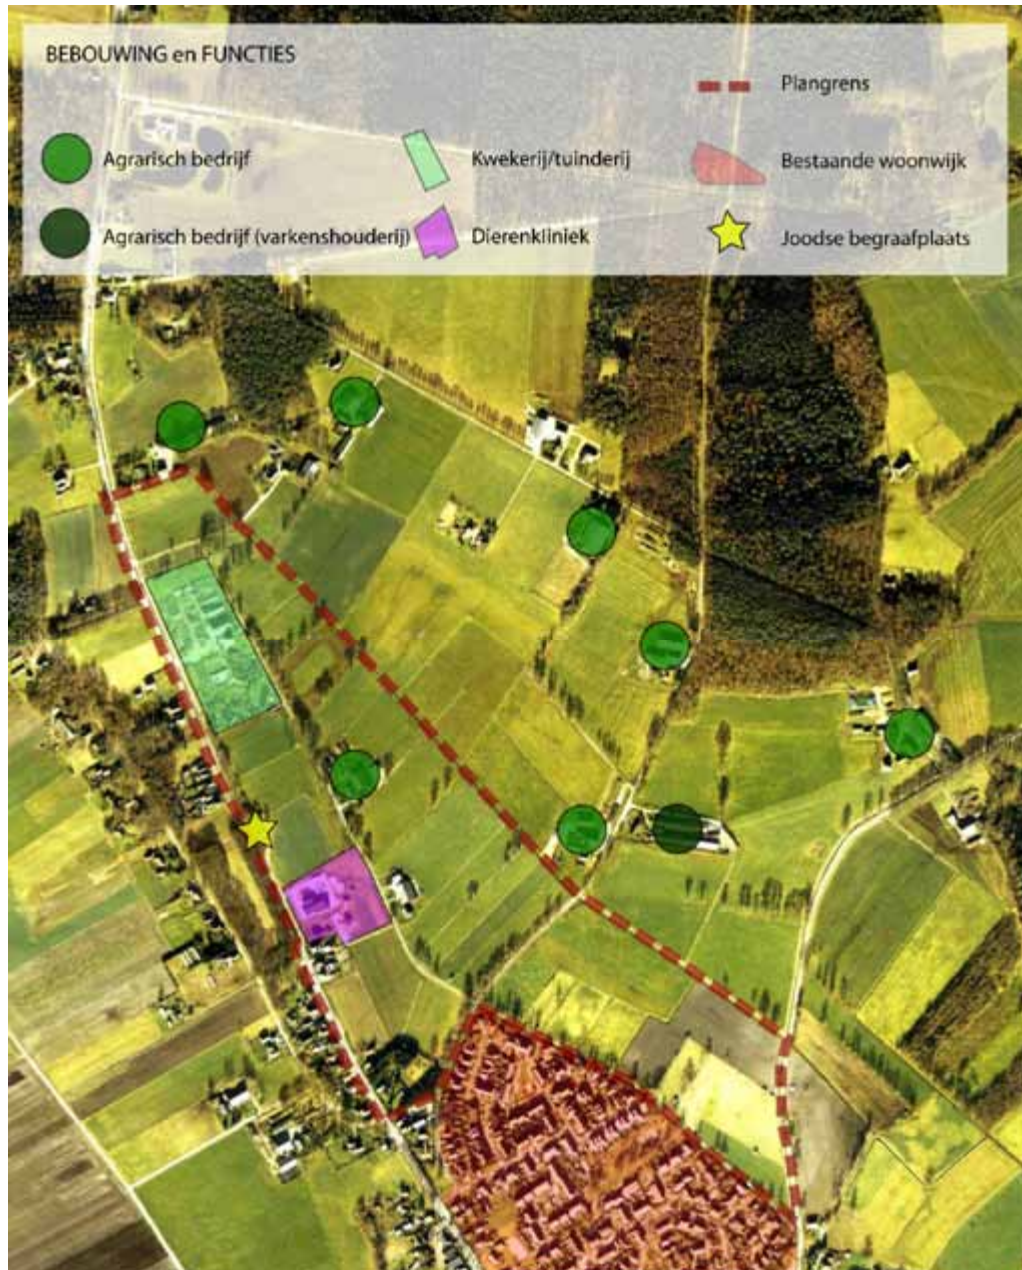 BEBOUWING en FUNCTIES
Plangrens
Agrarisch bedrijf
Kwekerij/tuinderij
Bestaande woonwijk
Agrarisch bedrijf (varkenshouderij)
Dierenkliniek
Joodse begraafplaats